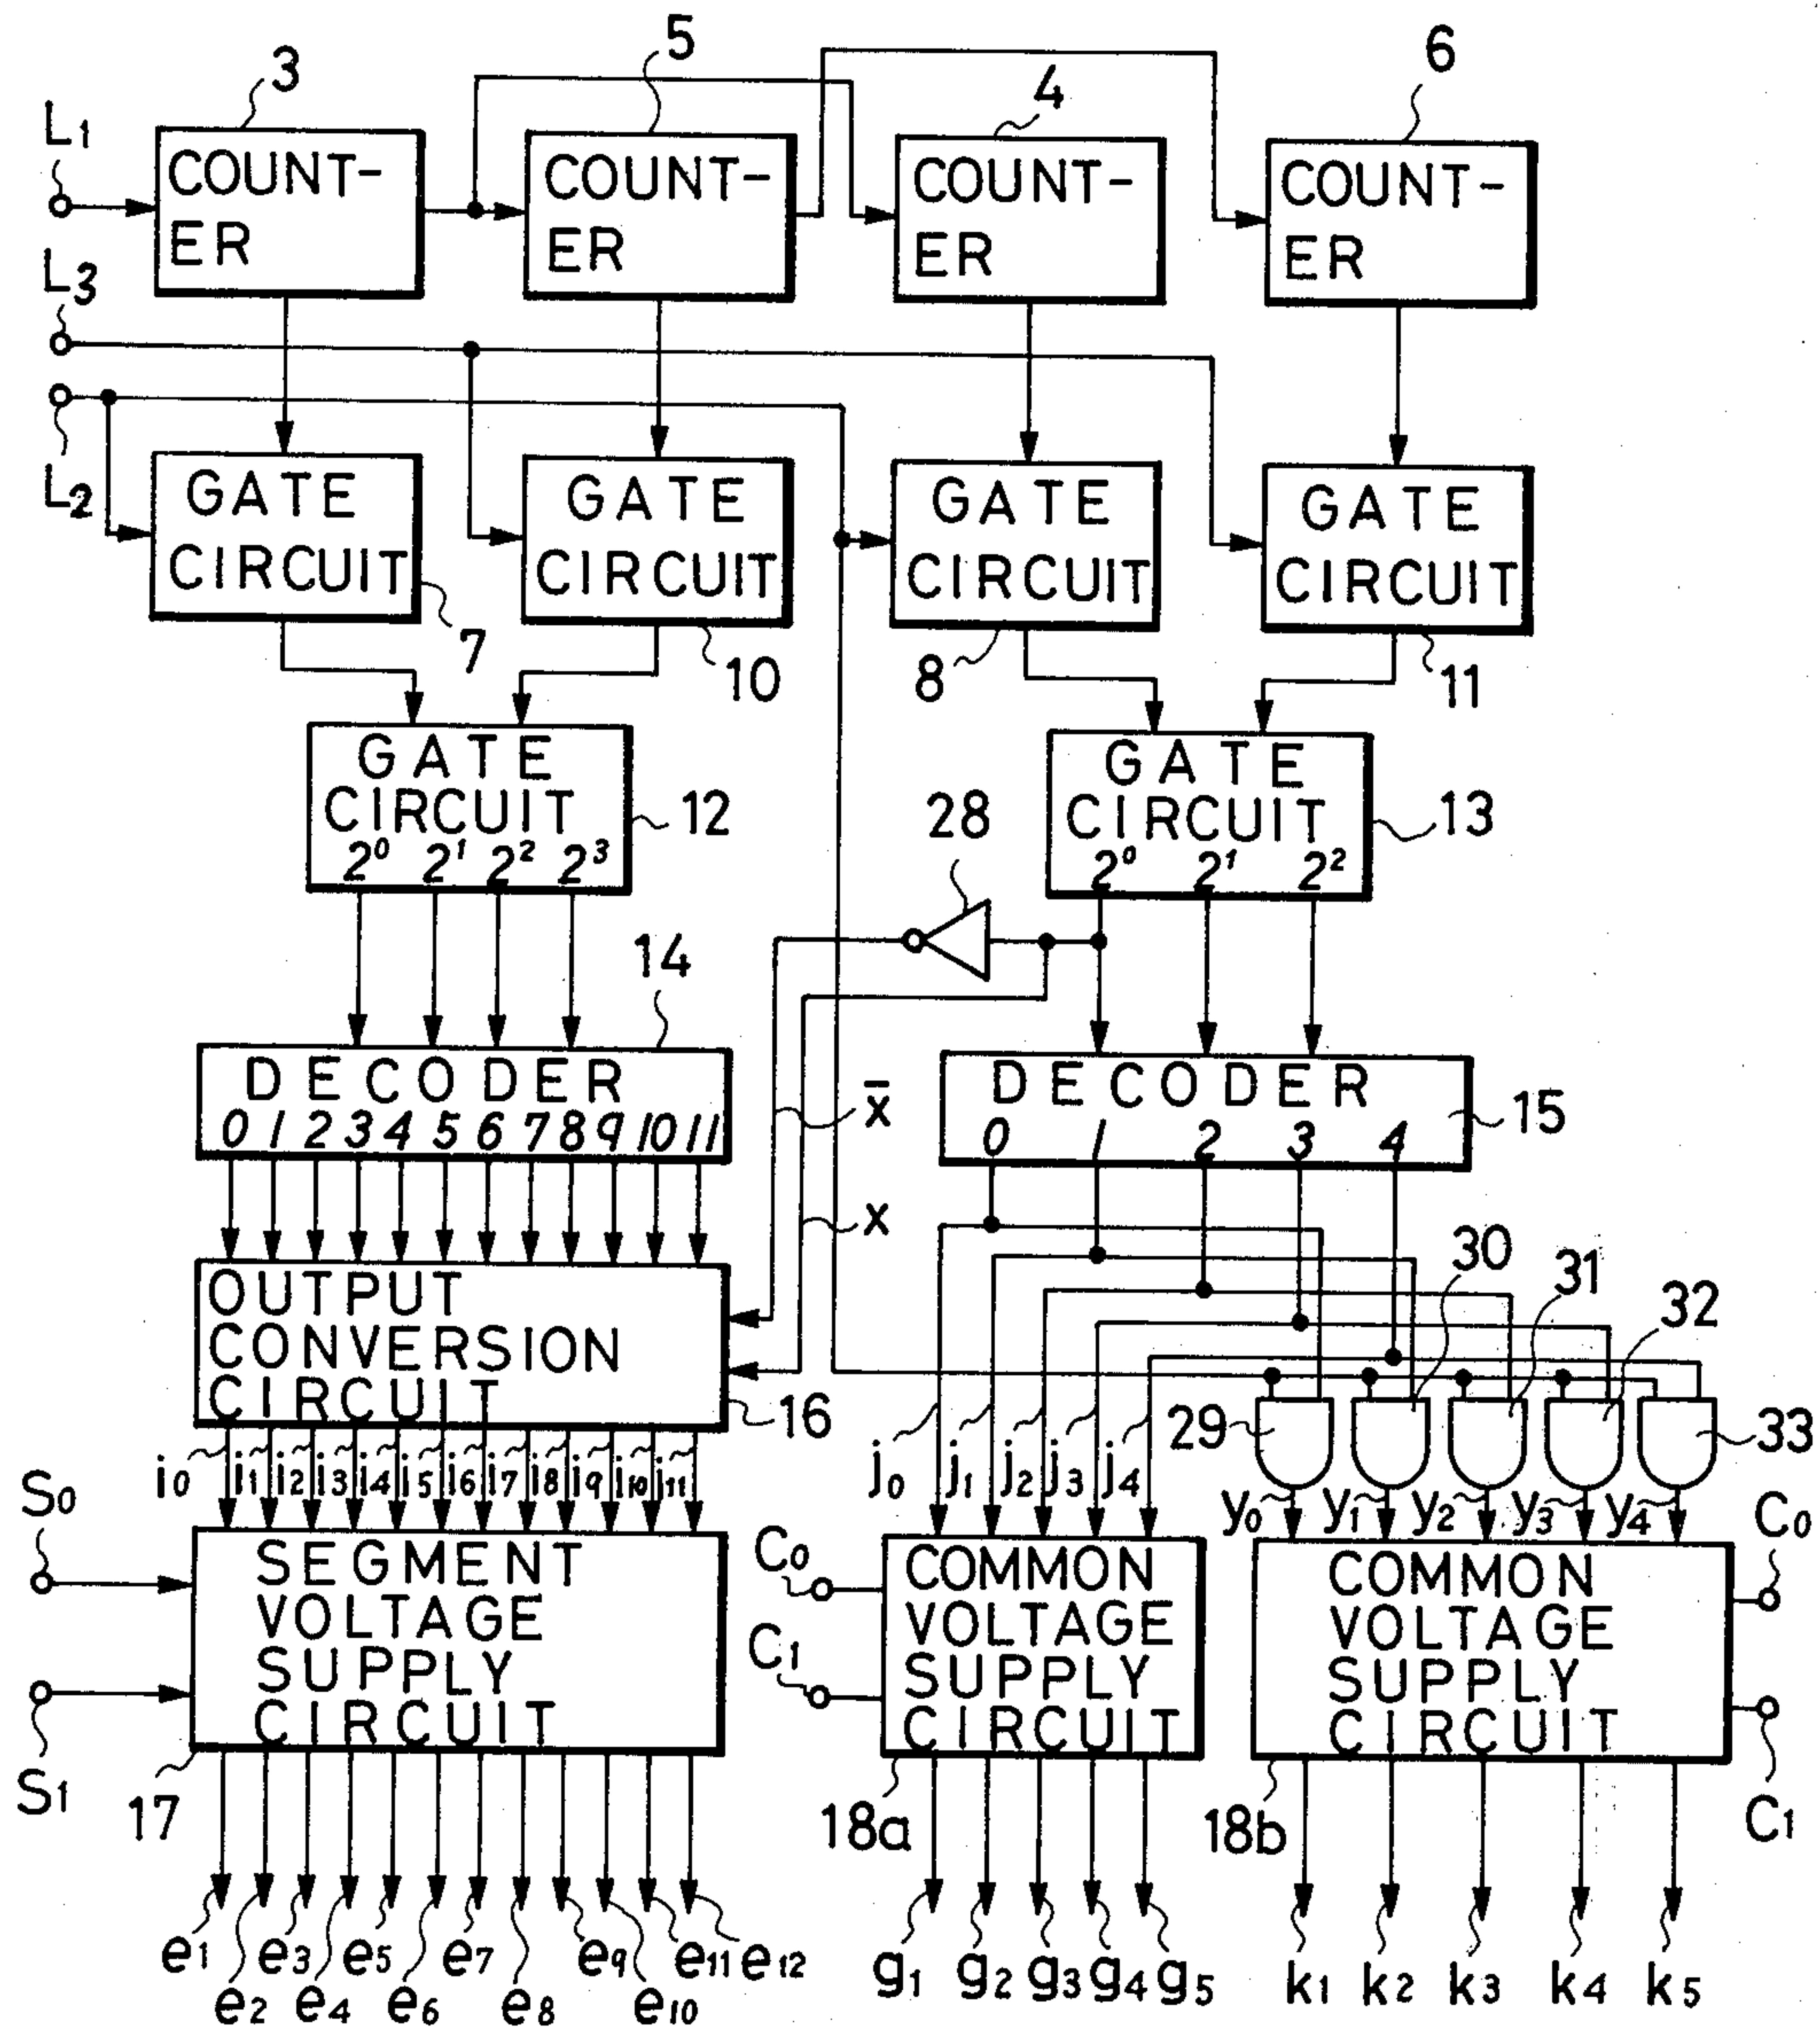 3
5
4
6
L1
COUNT-
ER
COUNT-
ER
COUNT-
ER
COUNT-
ER
L3
L2
GATE
CIRCUIT
GATE
CIRCUIT
GATE
CIRCUIT
GATE
CIRCUIT
7
10
8
11
GATE
CIRCUIT
2⁰ 2¹ 2² 2³
12
28
GATE
CIRCUIT
2⁰ 2¹ 2²
13
14
DECODER
0 1 2 3 4 5 6 7 8 9 10 11
x̄
DECODER
0 1 2 3 4
15
x
OUTPUT
CONVERSION
CIRCUIT
16
30
31
32
29
33
i0 i1 i2 i3 i4 i5 i6 i7 i8 i9 i10 i11
j0 j1 j2 j3 j4
y0 y1 y2 y3 y4
S0
S1
SEGMENT
VOLTAGE
SUPPLY
CIRCUIT
17
C0
C1
COMMON
VOLTAGE
SUPPLY
CIRCUIT
18a
COMMON
VOLTAGE
SUPPLY
CIRCUIT
18b
C0
C1
e1 e2 e3 e4 e5 e6 e7 e8 e9 e10 e11 e12
g1 g2 g3 g4 g5
k1 k2 k3 k4 k5